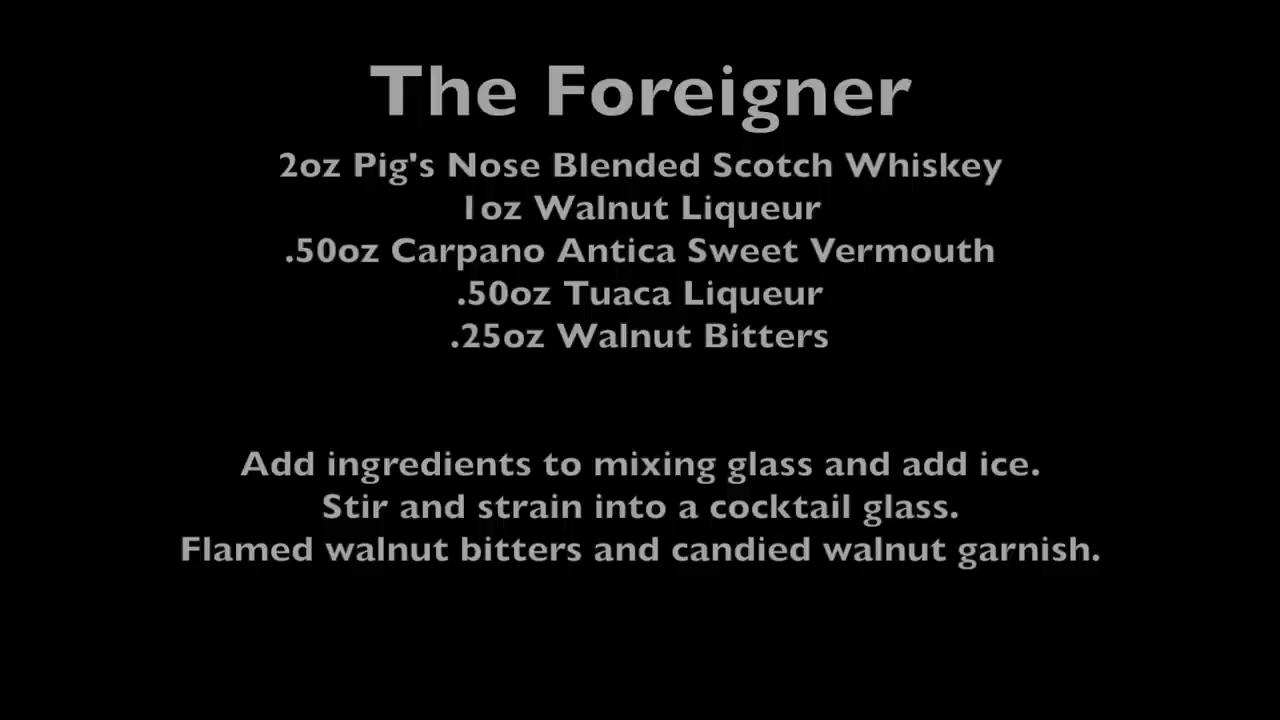 The Foreigner
2oz Pig's Nose Blended Scotch Whiskey
1oz Walnut Liqueur
.50oz Carpano Antica Sweet Vermouth
.50oz Tuaca Liqueur
.25oz Walnut Bitters
Add ingredients to mixing glass and add ice.
Stir and strain into a cocktail glass.
Flamed walnut bitters and candied walnut garnish.